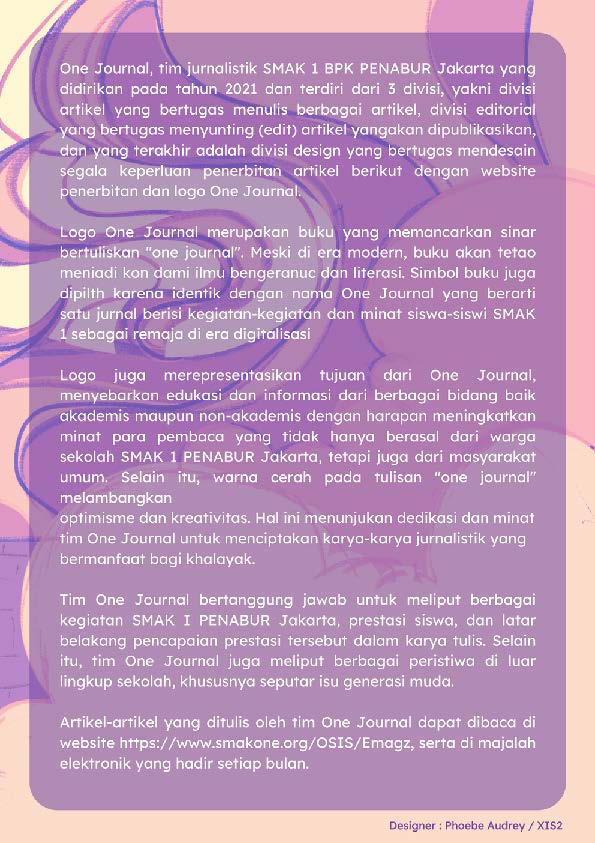 One Journal, tim jurnalistik SMAK 1 BPK PENABUR Jakarta yang
didirikan pada tahun 2021 dan terdiri dari 3 divisi, yakni divisi
artikel yang bertugas menulis berbagai artikel, divisi editorial
yang bertugas menyunting (edit) artikel yangakan dipublikasikan,
dan yang terakhir adalah divisi design yang bertugas mendesain
segala keperluan penerbitan artikel berikut dengan website
penerbitan dan logo One Journal.
Logo One Journal merupakan buku yang memancarkan sinar
bertuliskan "one journal". Meski di era modern, buku akan tetao
meniadi kon dami ilmu bengeranuc dan literasi. Simbol buku juga
dipilth karena identik dengan nama One Journal yang berarti
satu jurnal berisi kegiatan-kegiatan dan minat siswa-siswi SMAK
1 sebagai remaja di era digitalisasi
Logo juga merepresentasikan tujuan dari One Journal,
menyebarkan edukasi dan informasi dari berbagai bidang baik
akademis maupun non-akademis dengan harapan meningkatkan
minat para pembaca yang tidak hanya berasal dari warga
sekolah SMAK 1 PENABUR Jakarta, tetapi juga dari masyarakat
umum. Selain itu, warna cerah pada tulisan "one journal"
melambangkan
optimisme dan kreativitas. Hal ini menunjukan dedikasi dan minat
tim One Journal untuk menciptakan karya-karya jurnalistik yang
bermanfaat bagi khalayak.
Tim One Journal bertanggung jawab untuk meliput berbagai
kegiatan SMAK I PENABUR Jakarta, prestasi siswa, dan latar
belakang pencapaian prestasi tersebut dalam karya tulis. Selain
itu, tim One Journal juga meliput berbagai peristiwa di luar
lingkup sekolah, khususnya seputar isu generasi muda.
Artikel-artikel yang ditulis oleh tim One Journal dapat dibaca di
website https://www.smakone.org/OSIS/Emagz, serta di majalah
elektronik yang hadir setiap bulan.
Designer : Phoebe Audrey / XIS2